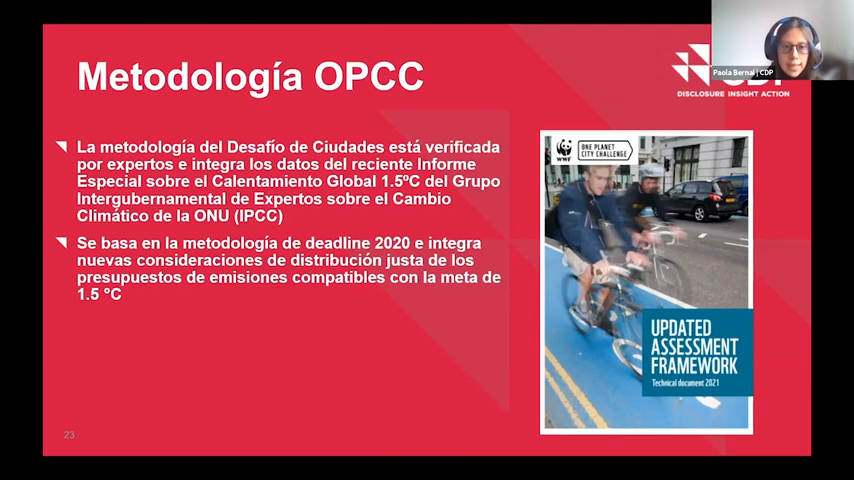 Metodología OPCC
Paola Bernal | CDP
DISCLOSURE INSIGHT ACTION
La metodología del Desafío de Ciudades está verificada
por expertos e integra los datos del reciente Informe
Especial sobre el Calentamiento Global 1.5ºC del Grupo
Intergubernamental de Expertos sobre el Cambio
Climático de la ONU (IPCC)
Se basa en la metodología de deadline 2020 e integra
nuevas consideraciones de distribución justa de los
presupuestos de emisiones compatibles con la meta de
1.5 °C
WWF
ONE PLANET
CITY CHALLENGE
UPDATED
ASSESSMENT
FRAMEWORK
Technical document 2021
23